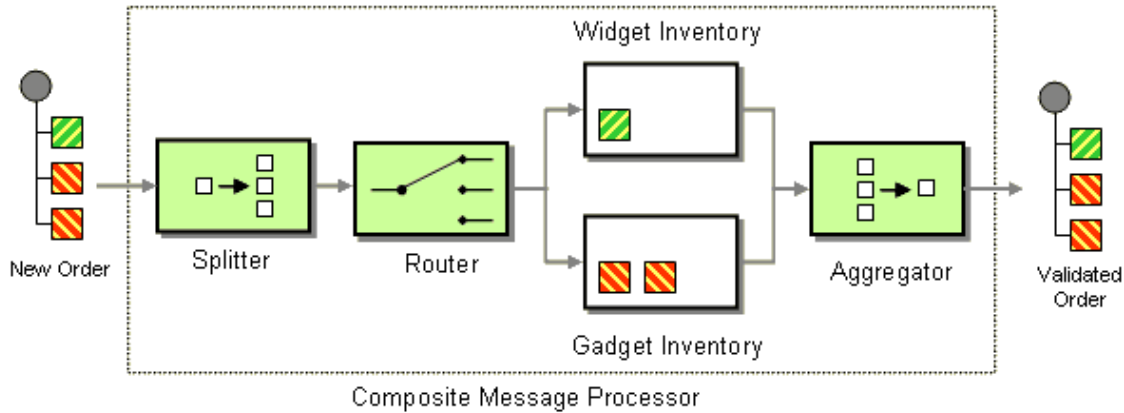 Widget Inventory
New Order
Splitter
Router
Aggregator
Validated
Order
Gadget Inventory
Composite Message Processor